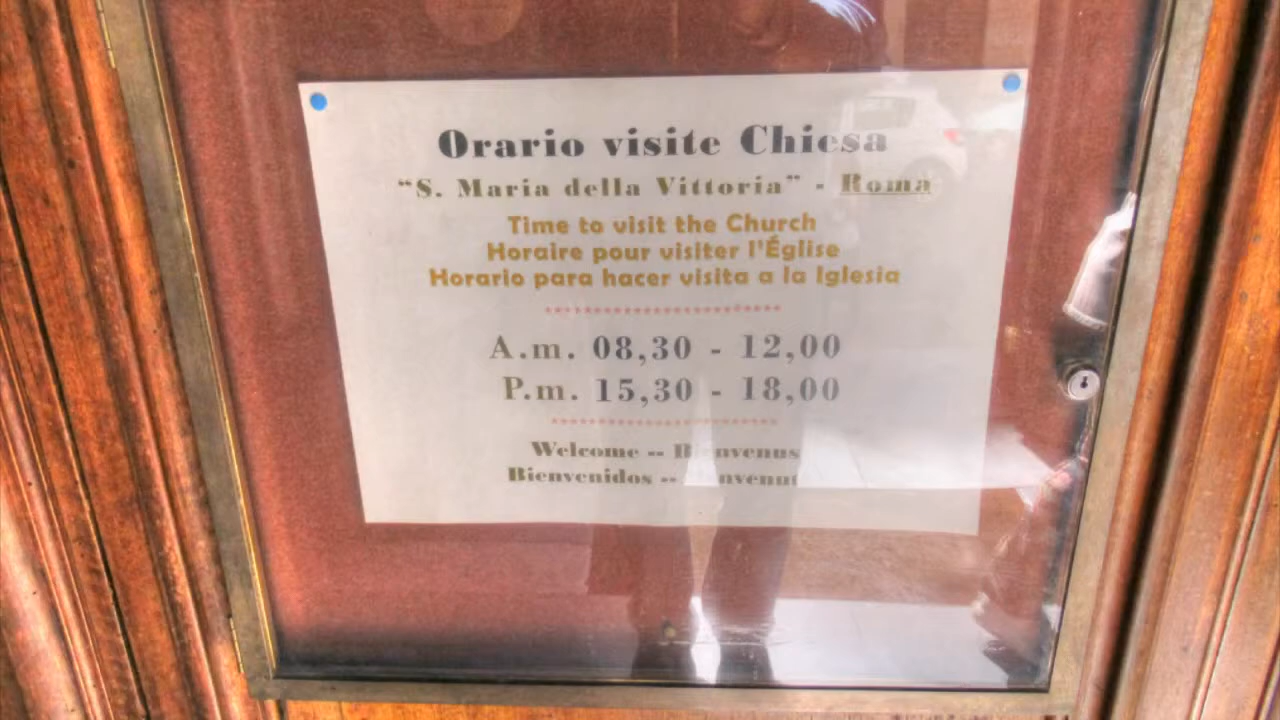 Orario visite Chiesa
“S. Maria della Vittoria” - Roma
Time to visit the Church
Horaire pour visiter l'Église
Horario para hacer visita a la Iglesia
**********************
A.m. 08,30 - 12,00
P.m. 15,30 - 18,00
**********************
Welcome -- Bienvenus
Bienvenidos --